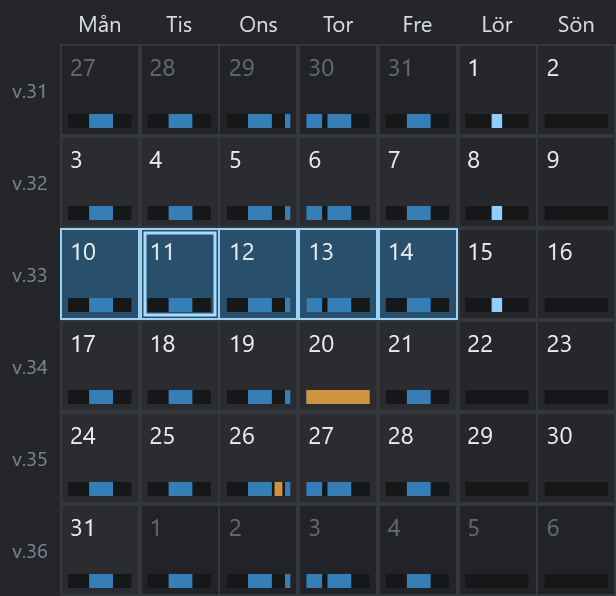 Mån Tis Ons Tor Fre Lör Sön
v.31 27 28 29 30 31 1 2
v.32 3 4 5 6 7 8 9
v.33 10 11 12 13 14 15 16
v.34 17 18 19 20 21 22 23
v.35 24 25 26 27 28 29 30
v.36 31 1 2 3 4 5 6